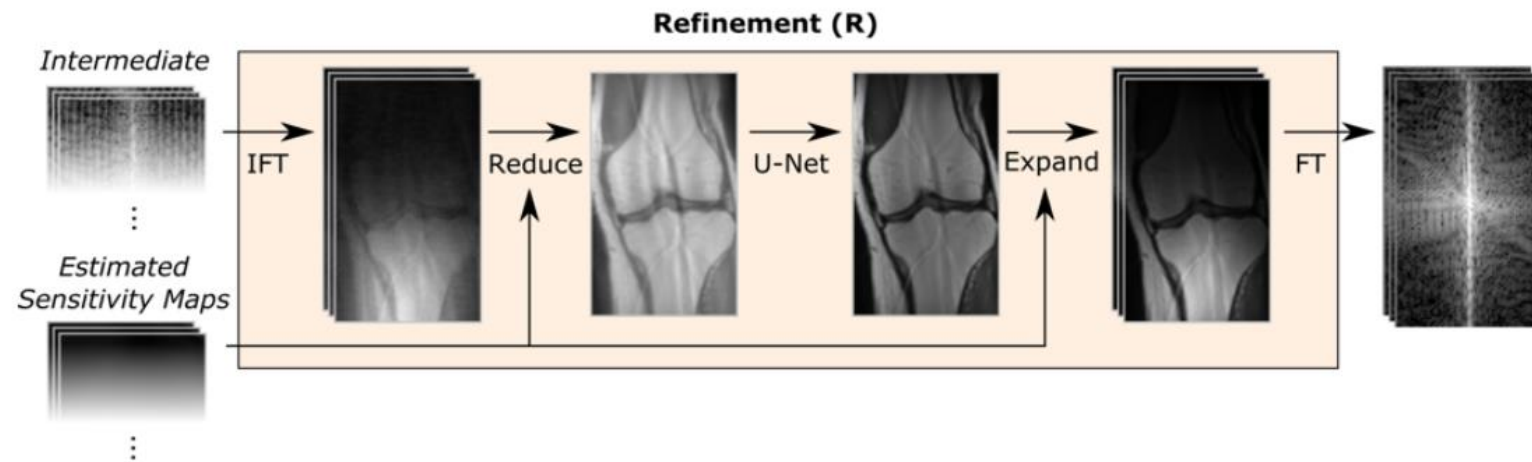 Refinement (R)
Intermediate
IFT
Reduce
U-Net
Expand
FT
Estimated
Sensitivity Maps